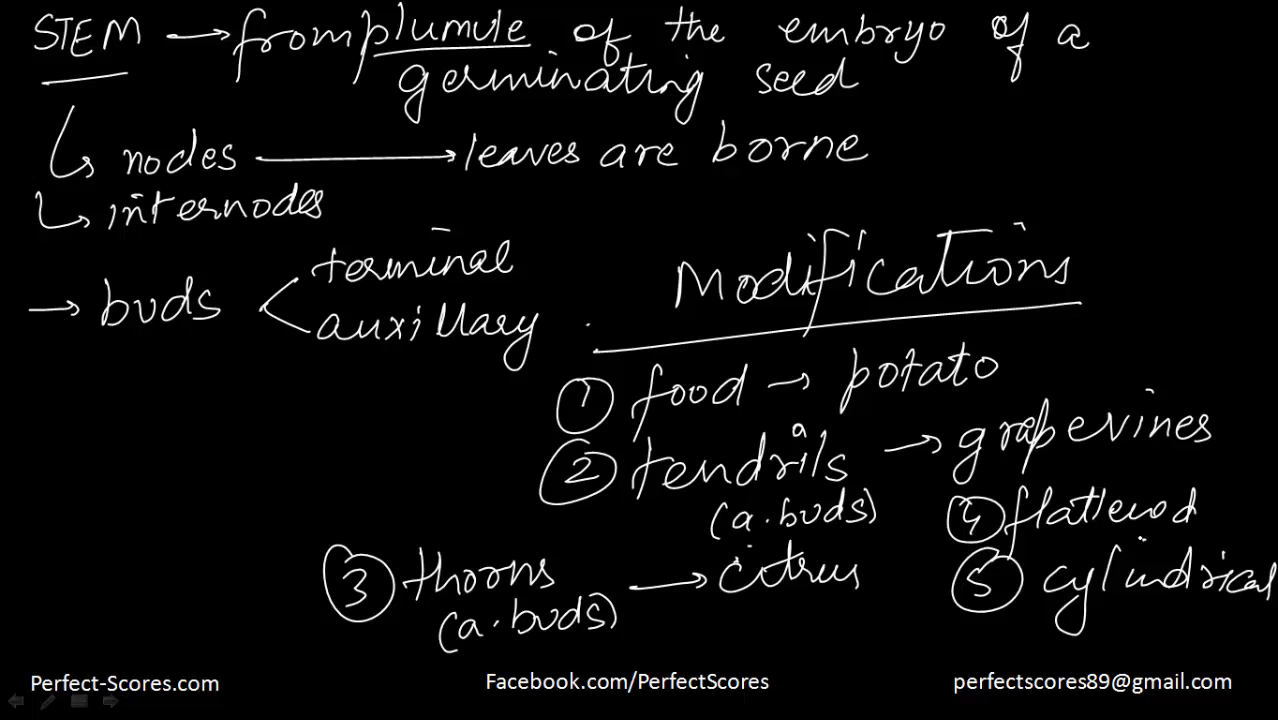 STEM → from plumule of the embryo of a
germinating seed
nodes → leaves are borne
internodes
→ buds < terminal
auxillary
Modifications
① food → potato
② tendrils → grapevines
(a. buds)
③ thorns → citrus
(a. buds)
④ flattened
⑤ cylindrical
Perfect-Scores.com
Facebook.com/PerfectScores
perfectscores89@gmail.com